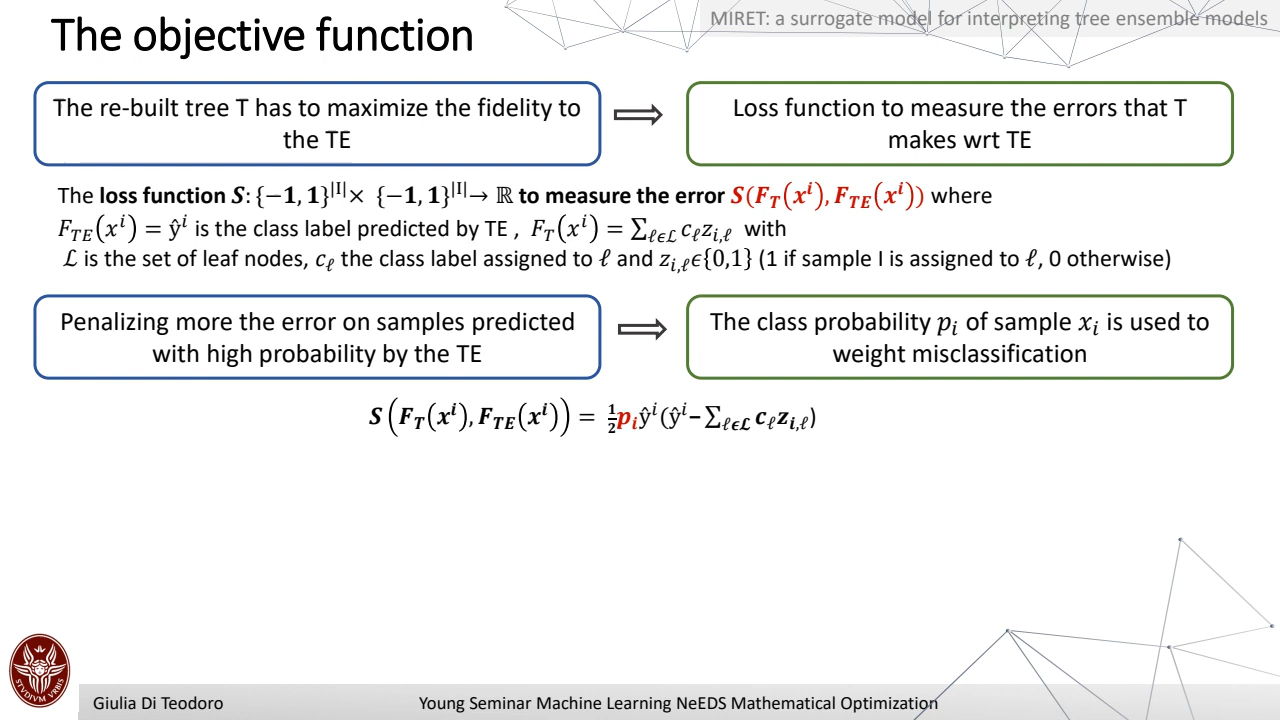 MIRET: a surrogate model for interpreting tree ensemble models
The objective function
The re-built tree T has to maximize the fidelity to
the TE
Loss function to measure the errors that T
makes wrt TE
The loss function S: {−1, 1}^|I| × {−1, 1}^|I| → ℝ to measure the error S(F_T(x^i), F_TE(x^i)) where
F_TE(x^i) = ŷ^i is the class label predicted by TE , F_T(x^i) = ∑_{ℓϵℒ} c_ℓ z_{i,ℓ} with
ℒ is the set of leaf nodes, c_ℓ the class label assigned to ℓ and z_{i,ℓ}ϵ{0,1} (1 if sample I is assigned to ℓ, 0 otherwise)
Penalizing more the error on samples predicted
with high probability by the TE
The class probability p_i of sample x_i is used to
weight misclassification
S(F_T(x^i), F_TE(x^i)) = ½p_i ŷ^i(ŷ^i−∑_{ℓϵℒ} c_ℓ z_{i,ℓ})
STVDIVM VRBIS
Giulia Di Teodoro
Young Seminar Machine Learning NeEDS Mathematical Optimization